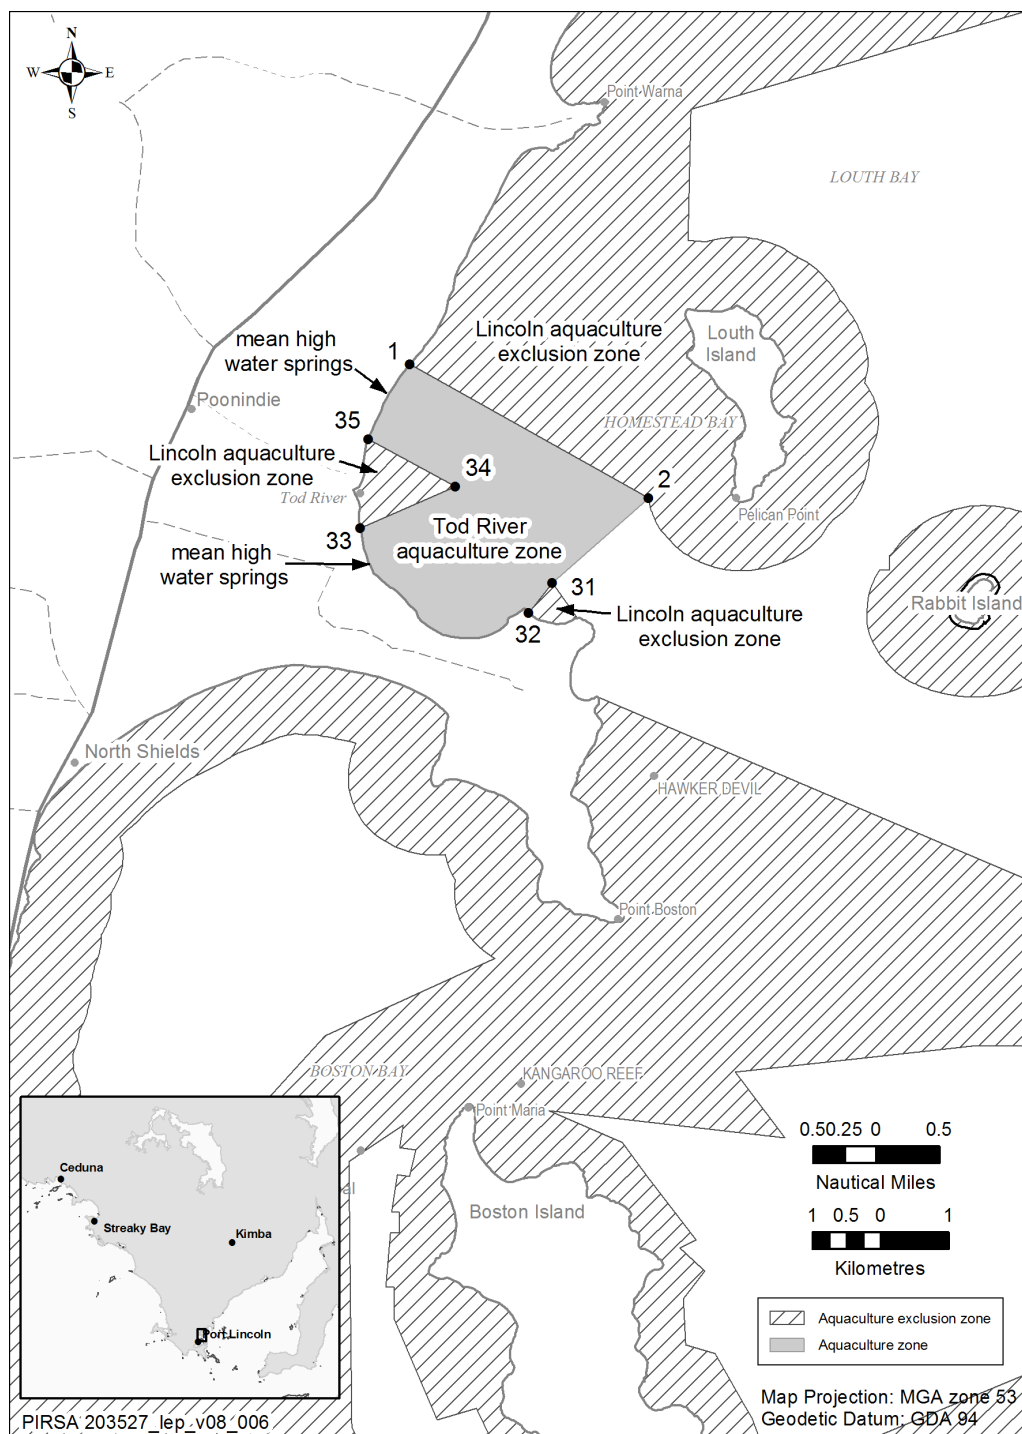 N
W E
S
Point Warna
LOUTH BAY
Lincoln aquaculture
exclusion zone
mean high
water springs
1
Louth
Island
Poonindie
35
HOMESTEAD BAY
Lincoln aquaculture
exclusion zone
34
2
Tod River
Pelican Point
33
Tod River
aquaculture zone
mean high
water springs
31
Rabbit Island
32
Lincoln aquaculture
exclusion zone
North Shields
HAWKER DEVIL
Point Boston
BOSTON BAY
KANGAROO REEF
Point Maria
Boston Island
al
Ceduna
Streaky Bay
Kimba
Port Lincoln
0.50.25 0 0.5
Nautical Miles
1 0.5 0 1
Kilometres
Aquaculture exclusion zone
Aquaculture zone
Map Projection: MGA zone 53
Geodetic Datum: GDA 94
PIRSA 203527_lep_v08_006